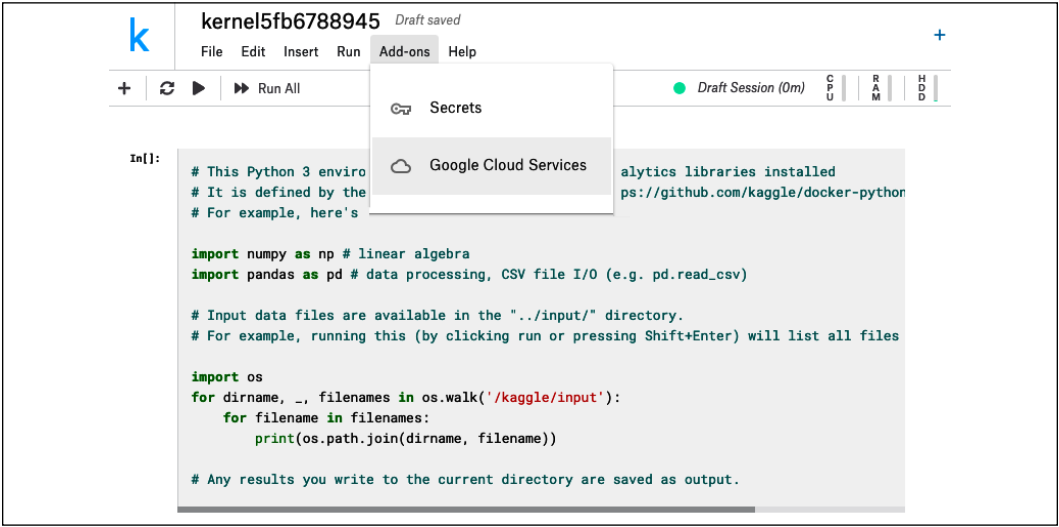 k
kernel5fb6788945 Draft saved
+
File Edit Insert Run Add-ons Help
+ Run All Draft Session (0m) CPU RAM HDD
Secrets
Google Cloud Services
In[]:
# This Python 3 enviro alytics libraries installed
# It is defined by the ps://github.com/kaggle/docker-python
# For example, here's
import numpy as np # linear algebra
import pandas as pd # data processing, CSV file I/O (e.g. pd.read_csv)
# Input data files are available in the "../input/" directory.
# For example, running this (by clicking run or pressing Shift+Enter) will list all files
import os
for dirname, _, filenames in os.walk('/kaggle/input'):
    for filename in filenames:
        print(os.path.join(dirname, filename))
# Any results you write to the current directory are saved as output.